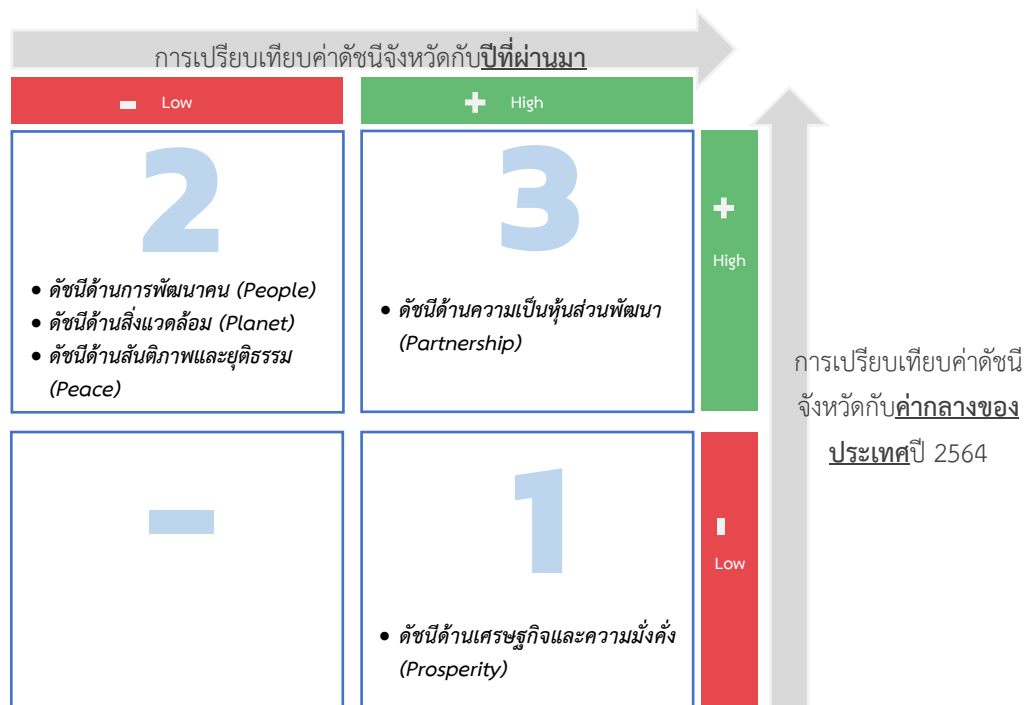 การเปรียบเทียบค่าดัชนีจังหวัดกับปีที่ผ่านมา
- Low
+ High
2
• ดัชนีด้านการพัฒนาคน (People)
• ดัชนีด้านสิ่งแวดล้อม (Planet)
• ดัชนีด้านสันติภาพและยุติธรรม
(Peace)
3
• ดัชนีด้านความเป็นหุ้นส่วนพัฒนา
(Partnership)
+
High
การเปรียบเทียบค่าดัชนี
จังหวัดกับค่ากลางของ
ประเทศปี 2564
-
1
• ดัชนีด้านเศรษฐกิจและความมั่งคั่ง
(Prosperity)
-
Low